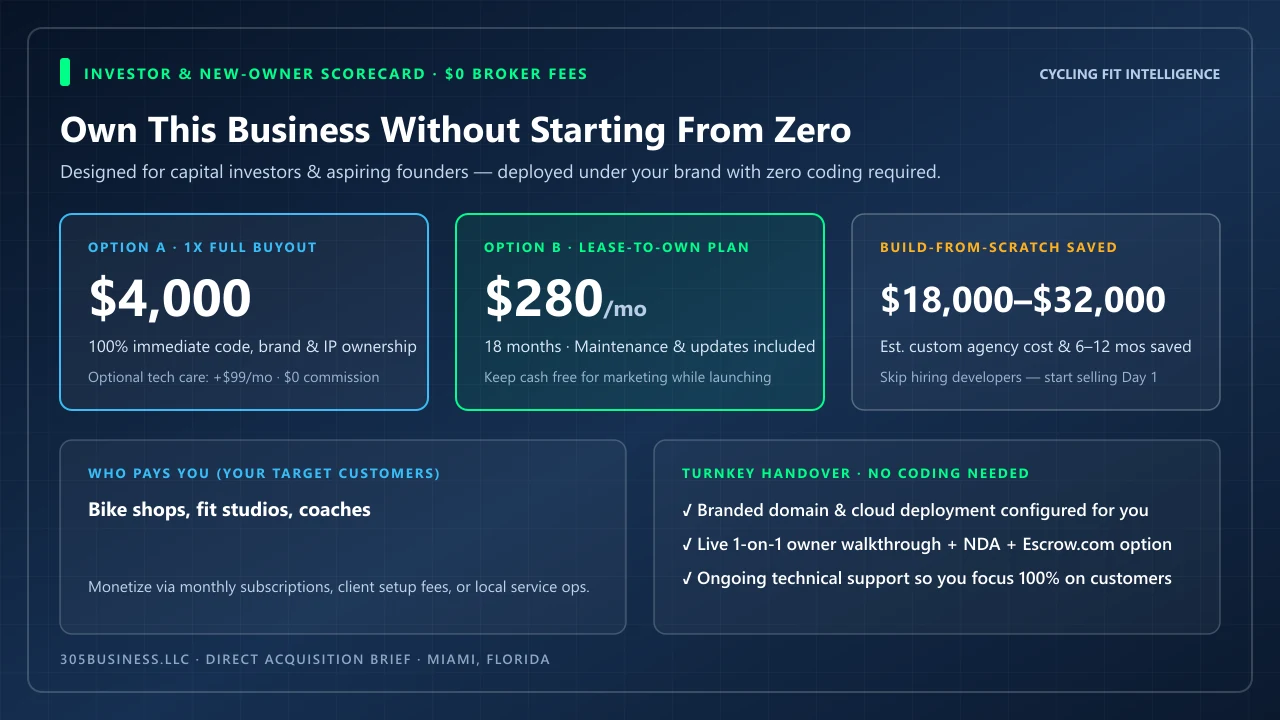 INVESTOR & NEW-OWNER SCORECARD · $0 BROKER FEES
CYCLING FIT INTELLIGENCE
Own This Business Without Starting From Zero
Designed for capital investors & aspiring founders — deployed under your brand with zero coding required.
OPTION A · 1X FULL BUYOUT
$4,000
100% immediate code, brand & IP ownership
Optional tech care: +$99/mo · $0 commission
OPTION B · LEASE-TO-OWN PLAN
$280/mo
18 months · Maintenance & updates included
Keep cash free for marketing while launching
BUILD-FROM-SCRATCH SAVED
$18,000–$32,000
Est. custom agency cost & 6–12 mos saved
Skip hiring developers — start selling Day 1
WHO PAYS YOU (YOUR TARGET CUSTOMERS)
Bike shops, fit studios, coaches
Monetize via monthly subscriptions, client setup fees, or local service ops.
TURNKEY HANDOVER · NO CODING NEEDED
✓ Branded domain & cloud deployment configured for you
✓ Live 1-on-1 owner walkthrough + NDA + Escrow.com option
✓ Ongoing technical support so you focus 100% on customers
305BUSINESS.LLC · DIRECT ACQUISITION BRIEF · MIAMI, FLORIDA